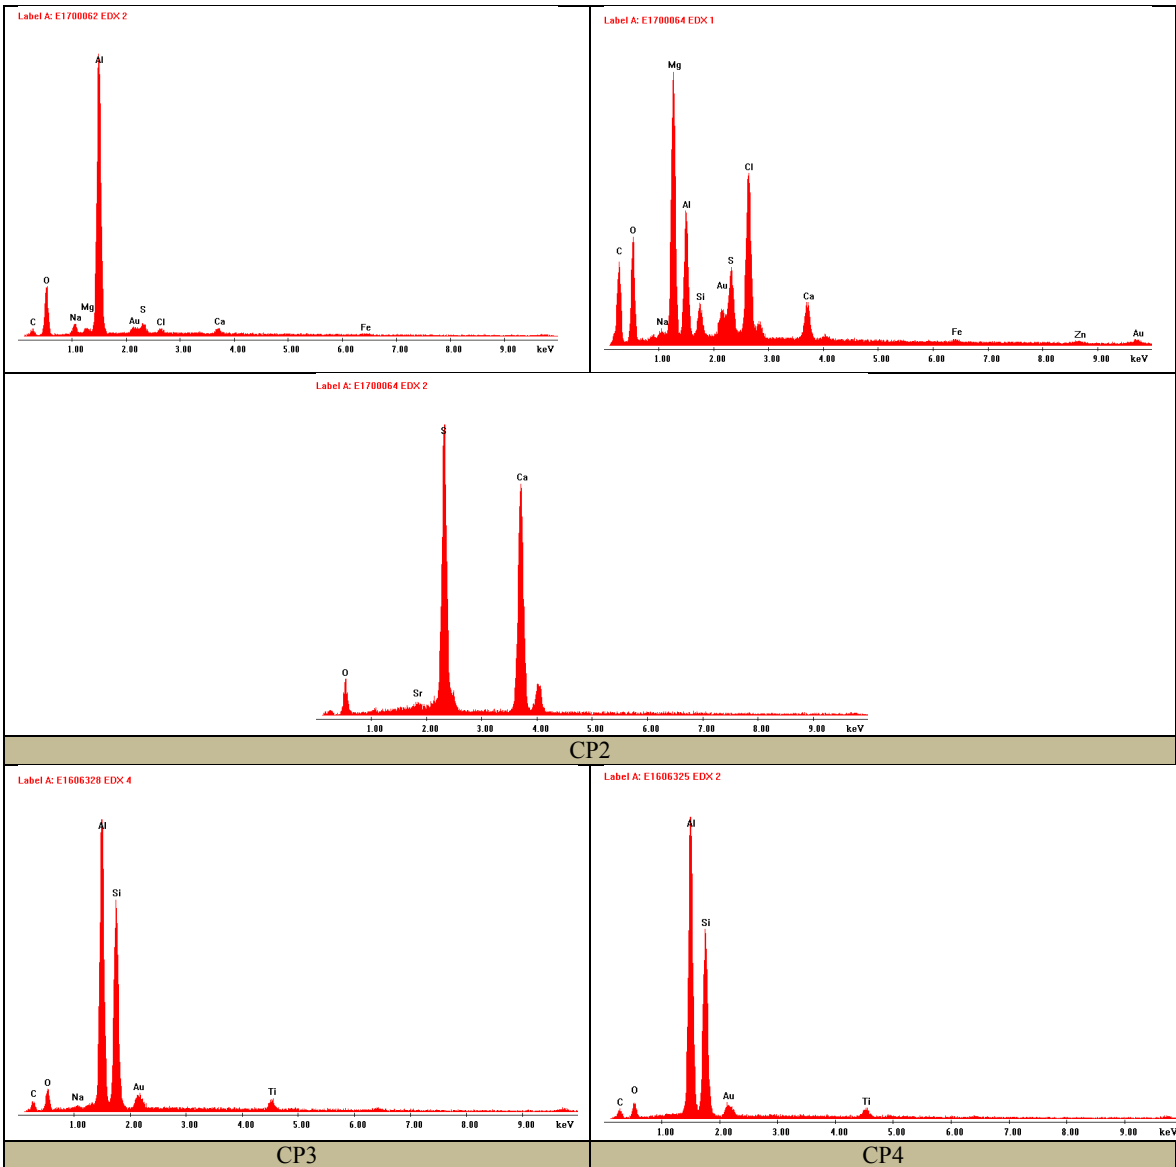 Label A: E1700062 EDX 2
Al
O
C
Na
Mg
Au
S
Cl
Ca
Fe
1.00 2.00 3.00 4.00 5.00 6.00 7.00 8.00 9.00 keV
Label A: E1700064 EDX 1
Mg
Cl
Al
O
C
S
Au
Si
Ca
Na
Fe
Zn
Au
1.00 2.00 3.00 4.00 5.00 6.00 7.00 8.00 9.00 keV
Label A: E1700064 EDX 2
S
Ca
O
Sr
1.00 2.00 3.00 4.00 5.00 6.00 7.00 8.00 9.00 keV
CP2
Label A: E1606328 EDX 4
Al
Si
C
O
Na
Au
Ti
1.00 2.00 3.00 4.00 5.00 6.00 7.00 8.00 9.00 keV
Label A: E1606325 EDX 2
Al
Si
C
O
Au
Ti
1.00 2.00 3.00 4.00 5.00 6.00 7.00 8.00 9.00 keV
CP3
CP4